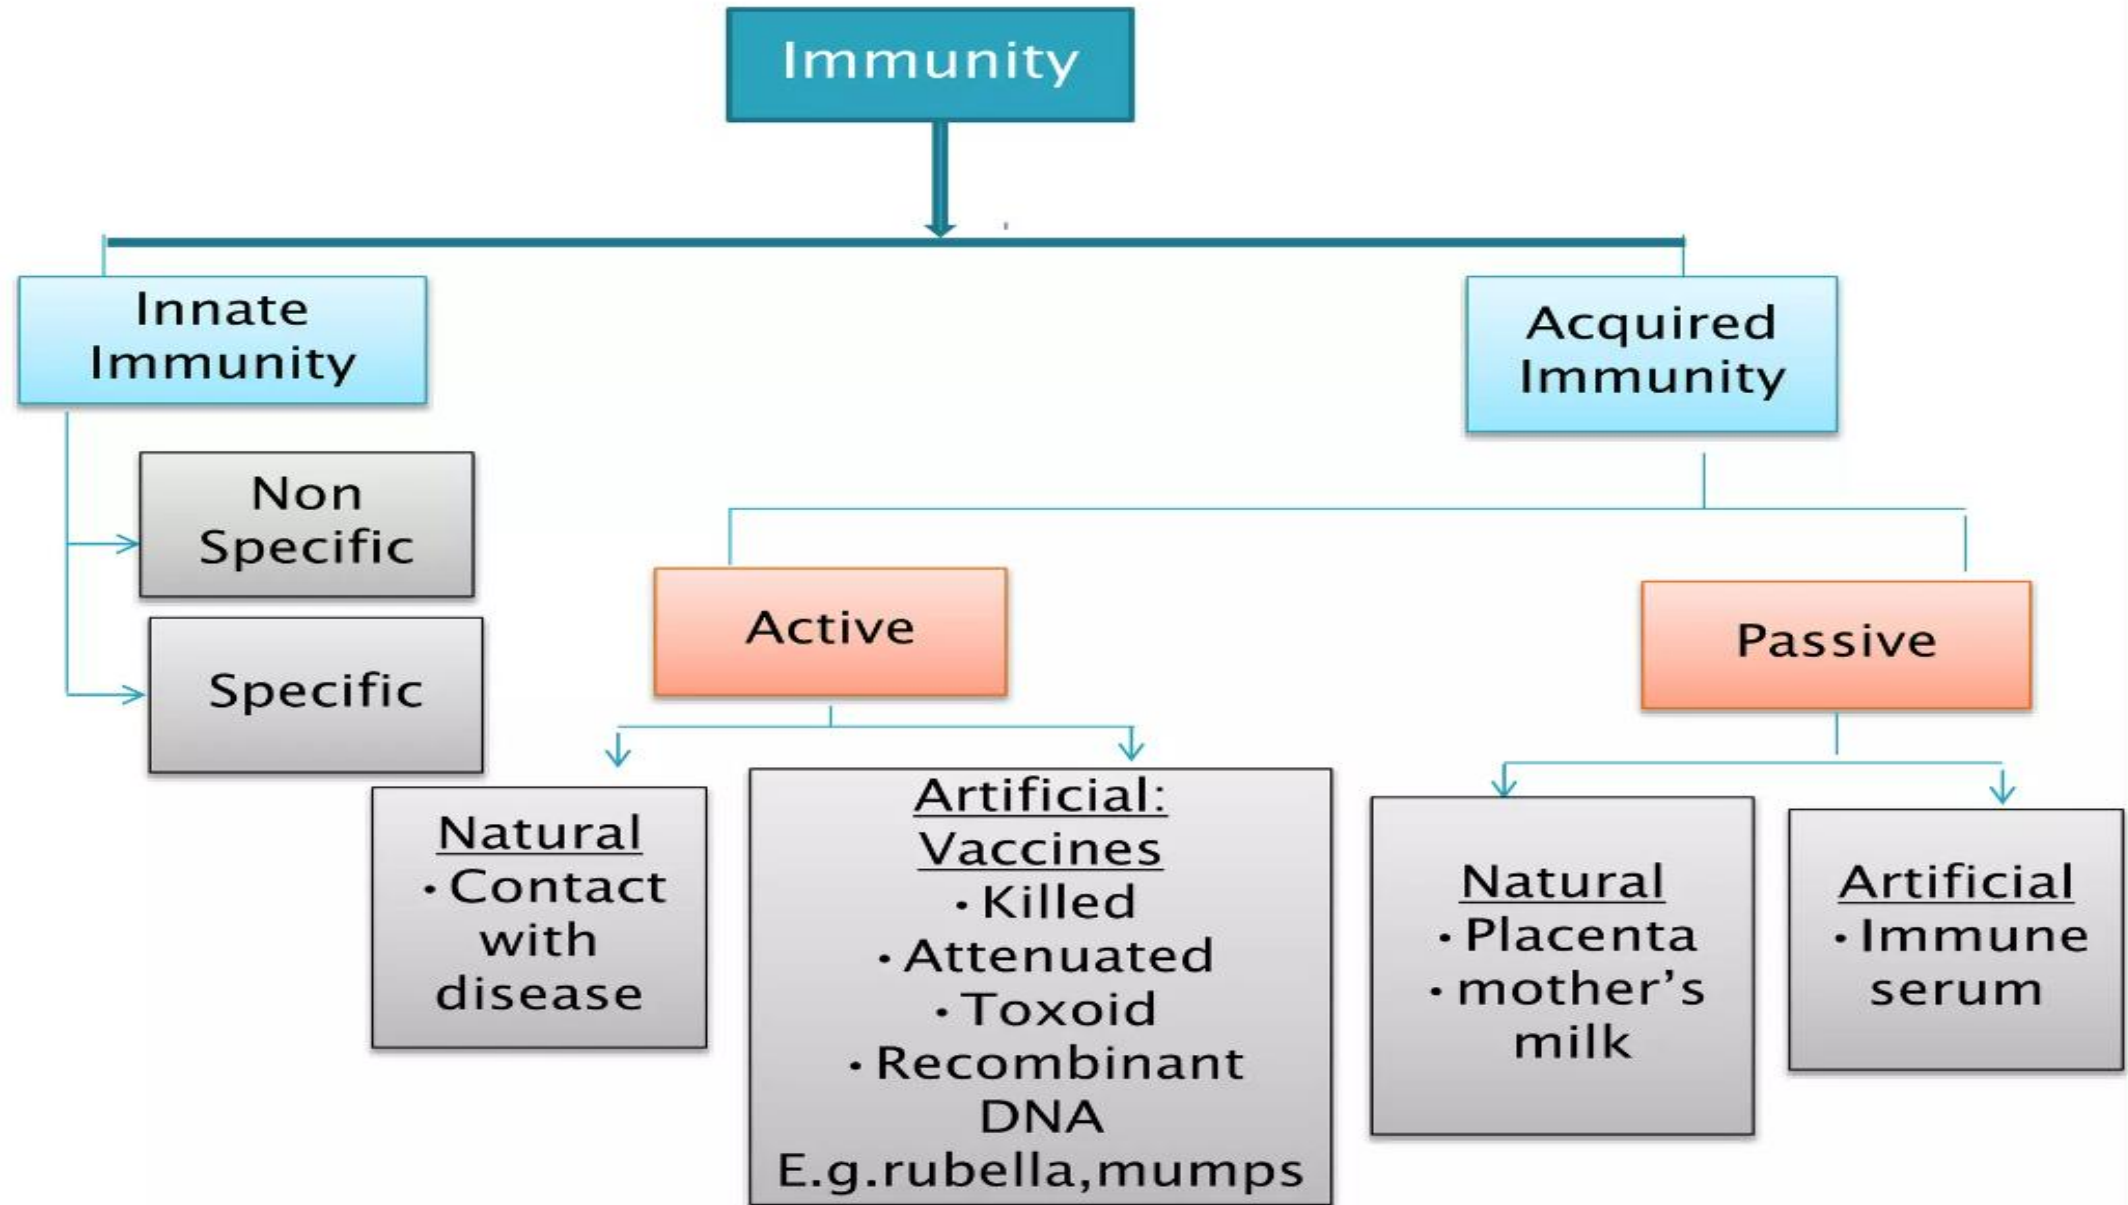 Immunity
Innate
Immunity
Acquired
Immunity
Non
Specific
Specific
Active
Passive
Natural
• Contact
with
disease
Artificial:
Vaccines
• Killed
• Attenuated
• Toxoid
• Recombinant
DNA
E.g.rubella,mumps
Natural
• Placenta
• mother’s
milk
Artificial
• Immune
serum